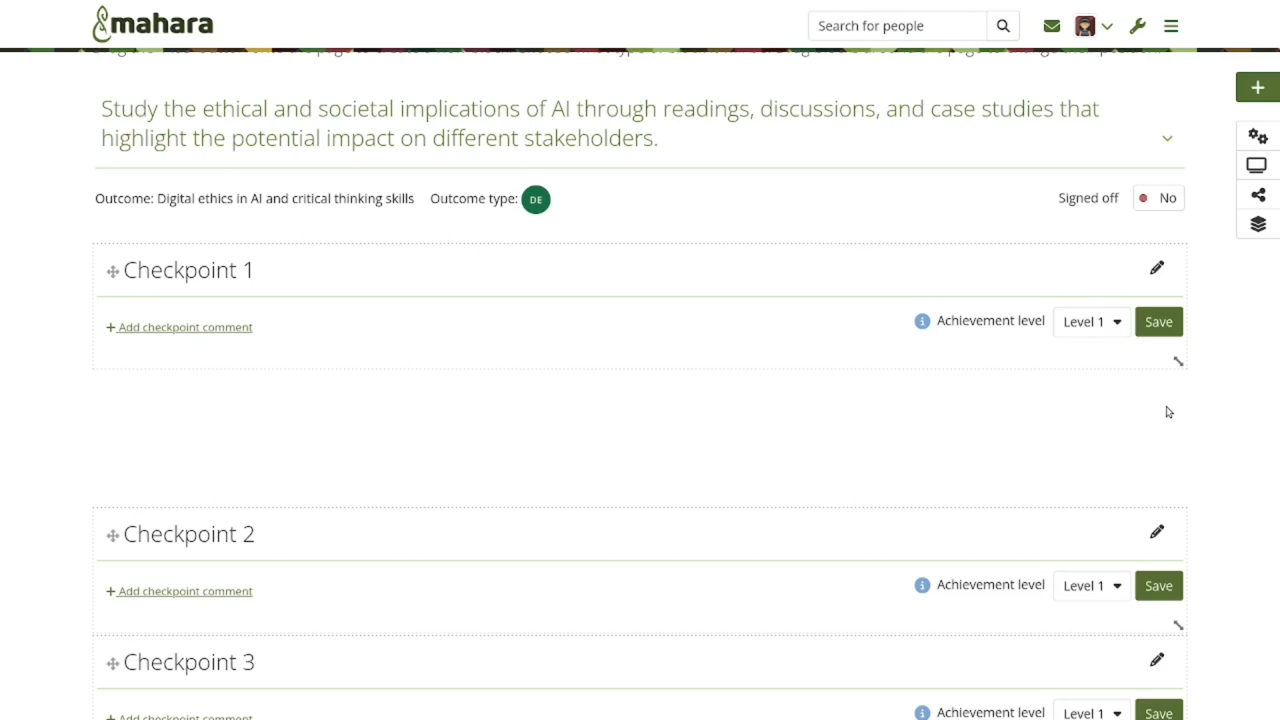 mahara
Search for people
Study the ethical and societal implications of AI through readings, discussions, and case studies that
highlight the potential impact on different stakeholders.
Outcome: Digital ethics in AI and critical thinking skills Outcome type: DE
Signed off No
Checkpoint 1
+ Add checkpoint comment
Achievement level Level 1 Save
Checkpoint 2
+ Add checkpoint comment
Achievement level Level 1 Save
Checkpoint 3
+ Add checkpoint comment
Achievement level Level 1 Save